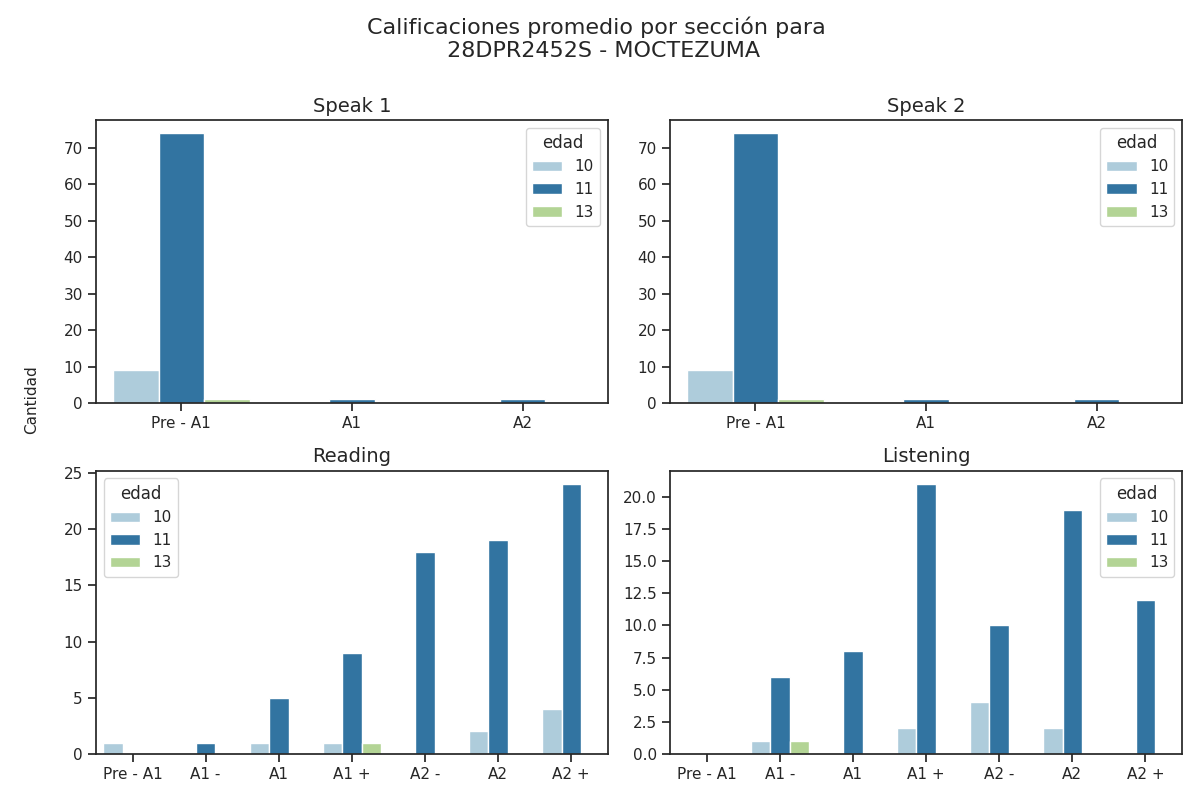 Calificaciones promedio por sección para
28DPR2452S - MOCTEZUMA
Speak 1
70
60
50
40
30
20
10
0
Pre - A1
A1
A2
edad
10
11
13
Speak 2
70
60
50
40
30
20
10
0
Pre - A1
A1
A2
edad
10
11
13
Cantidad
Reading
25
20
15
10
5
0
Pre - A1
A1 -
A1
A1 +
A2 -
A2
A2 +
edad
10
11
13
Listening
20.0
17.5
15.0
12.5
10.0
7.5
5.0
2.5
0.0
Pre - A1
A1 -
A1
A1 +
A2 -
A2
A2 +
edad
10
11
13